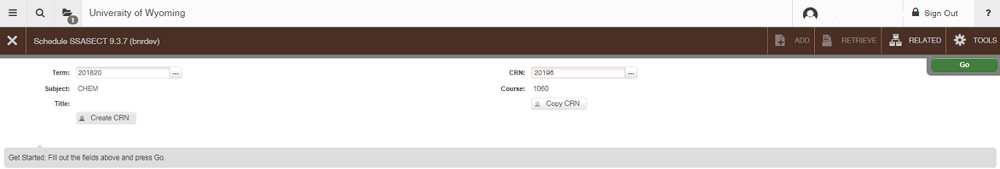 1 University of Wyoming Sign Out ?
Schedule SSASECT 9.3.7 (bnrdev) ADD RETRIEVE RELATED TOOLS
Go
Term: 201820 ... CRN: 20196 ...
Subject: CHEM Course: 1060
Title: Copy CRN
Create CRN
Get Started: Fill out the fields above and press Go.